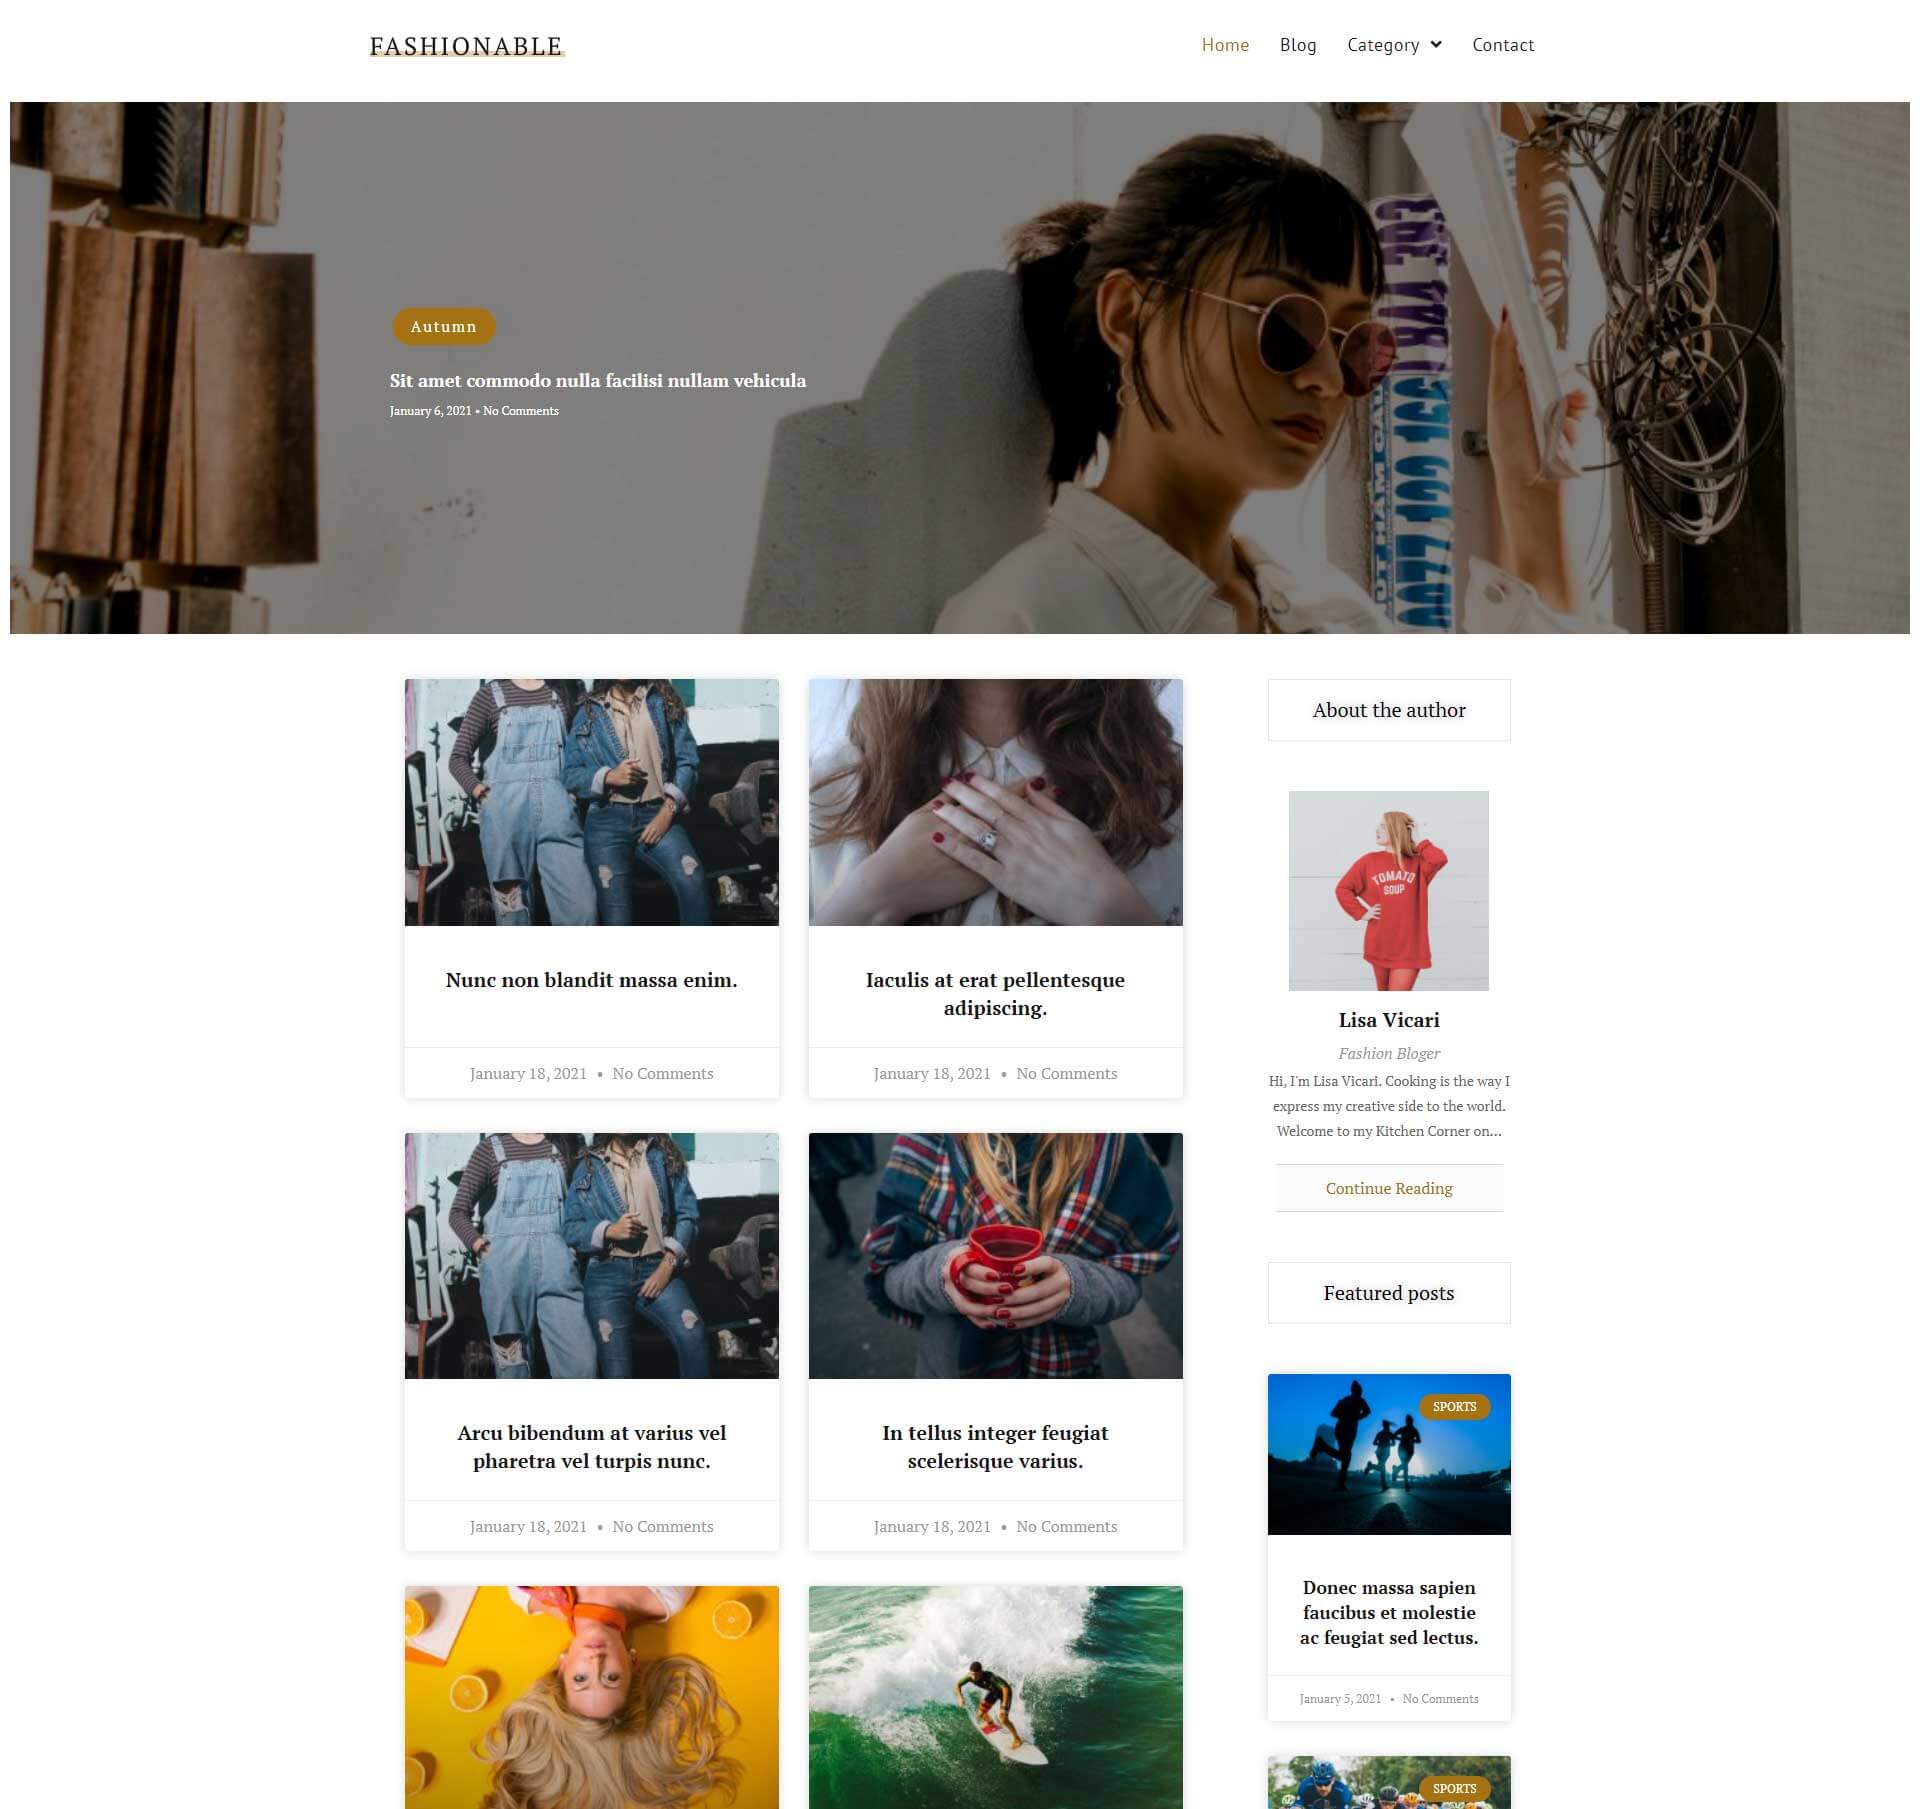 FASHIONABLE
Home
Blog
Category
Contact
Autumn
Sit amet commodo nulla facilisi nullam vehicula
January 6, 2021 • No Comments
Nunc non blandit massa enim.
January 18, 2021 • No Comments
Iaculis at erat pellentesque
adipiscing.
January 18, 2021 • No Comments
Arcu bibendum at varius vel
pharetra vel turpis nunc.
January 18, 2021 • No Comments
In tellus integer feugiat
scelerisque varius.
January 18, 2021 • No Comments
About the author
TOMATO
SOUP
Lisa Vicari
Fashion Bloger
Hi, I'm Lisa Vicari. Cooking is the way I
express my creative side to the world.
Welcome to my Kitchen Corner on...
Continue Reading
Featured posts
SPORTS
Donec massa sapien
faucibus et molestie
ac feugiat sed lectus.
January 5, 2021 • No Comments
SPORTS